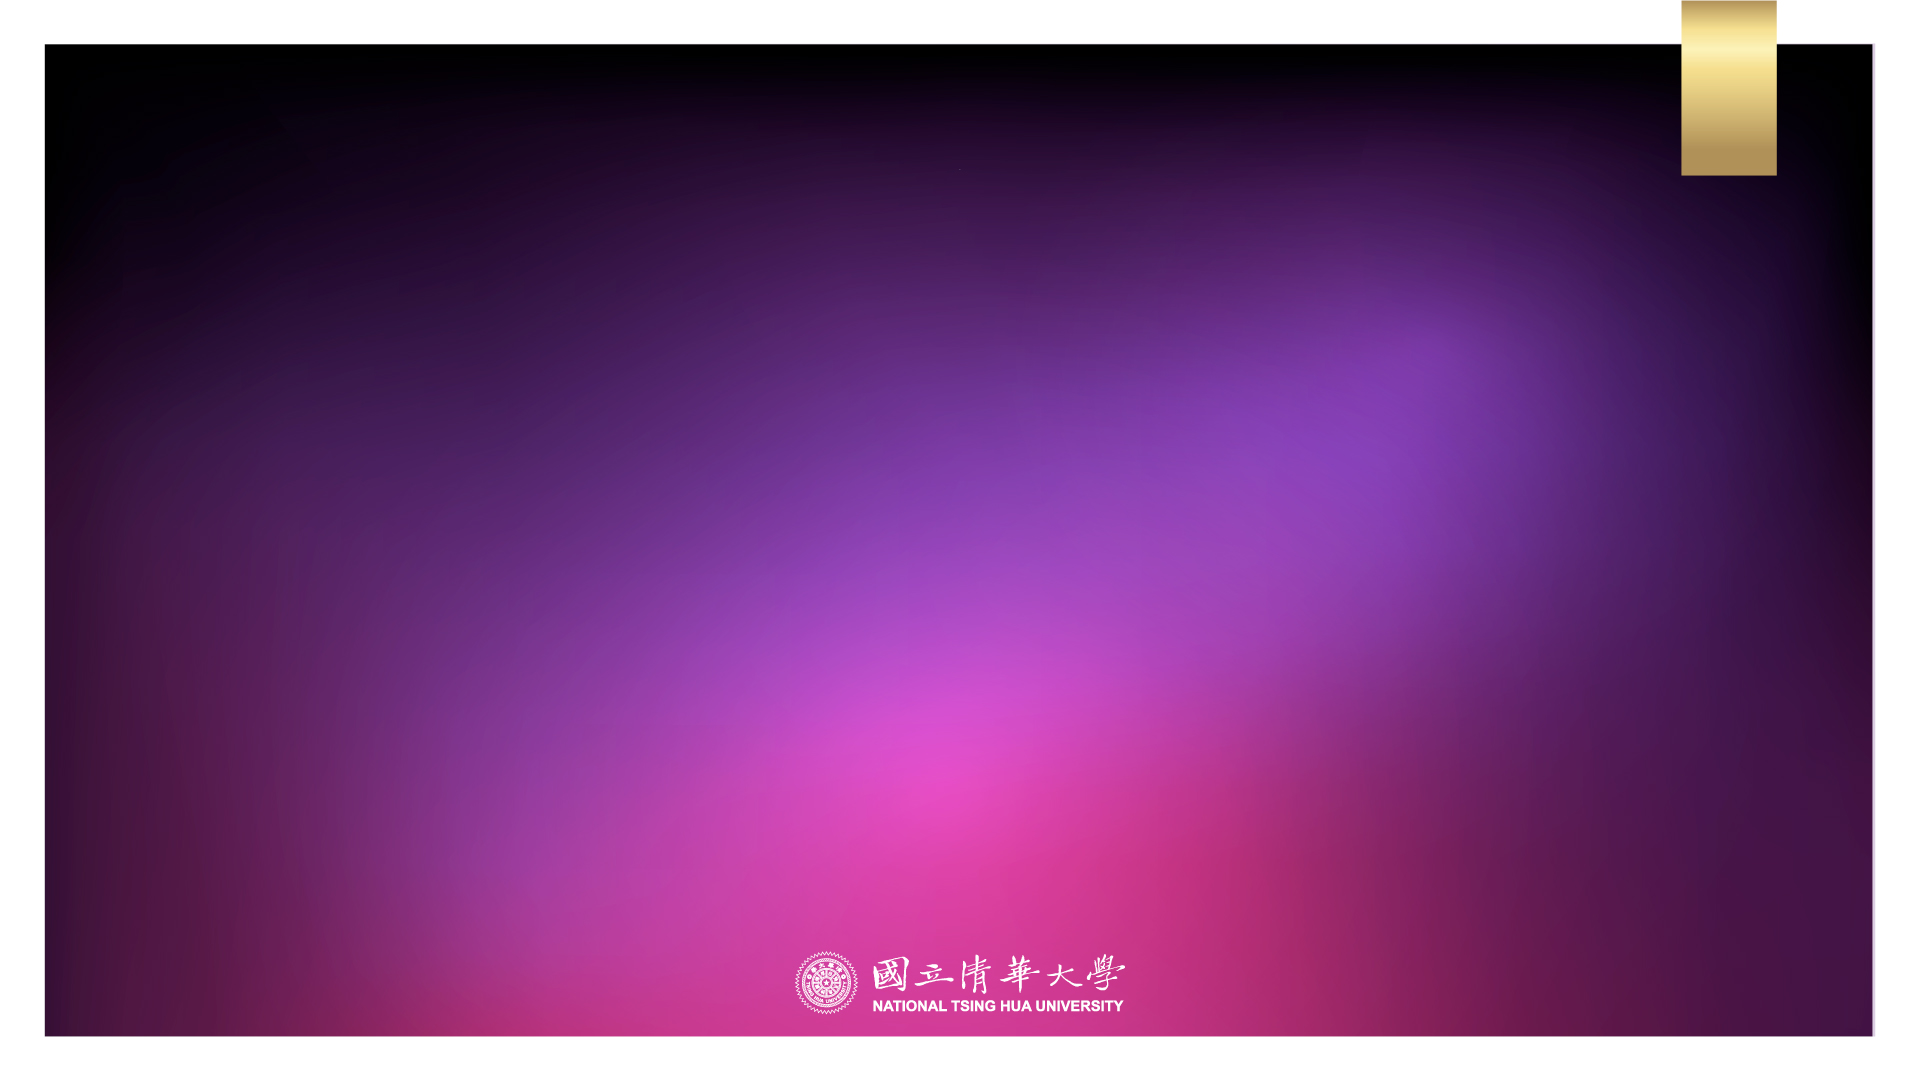 國立清華大學
NATIONAL TSING HUA UNIVERSITY